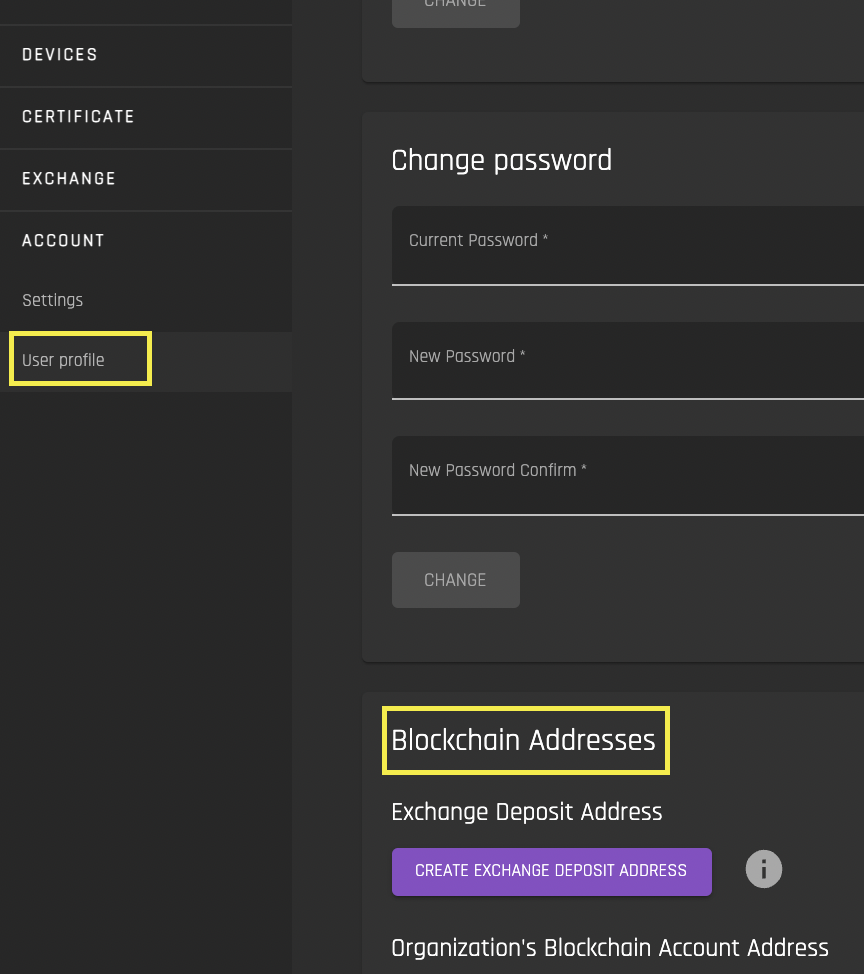 CHANGE
DEVICES
CERTIFICATE
EXCHANGE
ACCOUNT
Settings
User profile
Change password
Current Password *
New Password *
New Password Confirm *
CHANGE
Blockchain Addresses
Exchange Deposit Address
CREATE EXCHANGE DEPOSIT ADDRESS
i
Organization's Blockchain Account Address